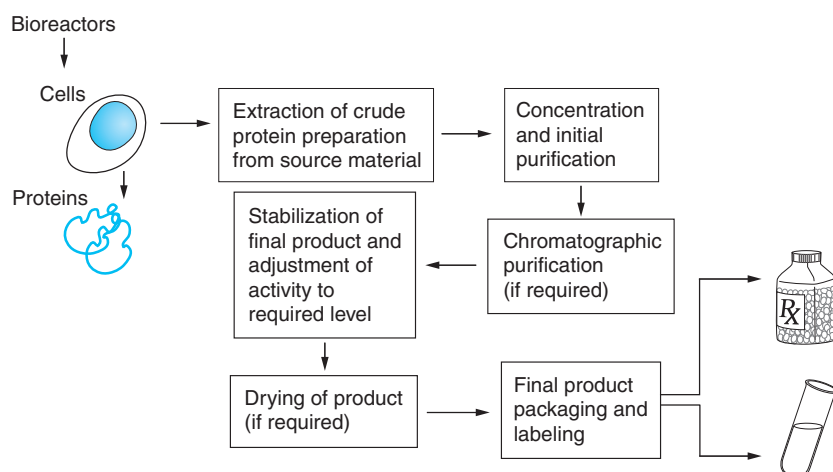 Bioreactors
Cells
Proteins
Extraction of crude
protein preparation
from source material
Concentration
and initial
purification
Chromatographic
purification
(if required)
Stabilization of
final product and
adjustment of
activity to
required level
Drying of product
(if required)
Final product
packaging and
labeling
Rx